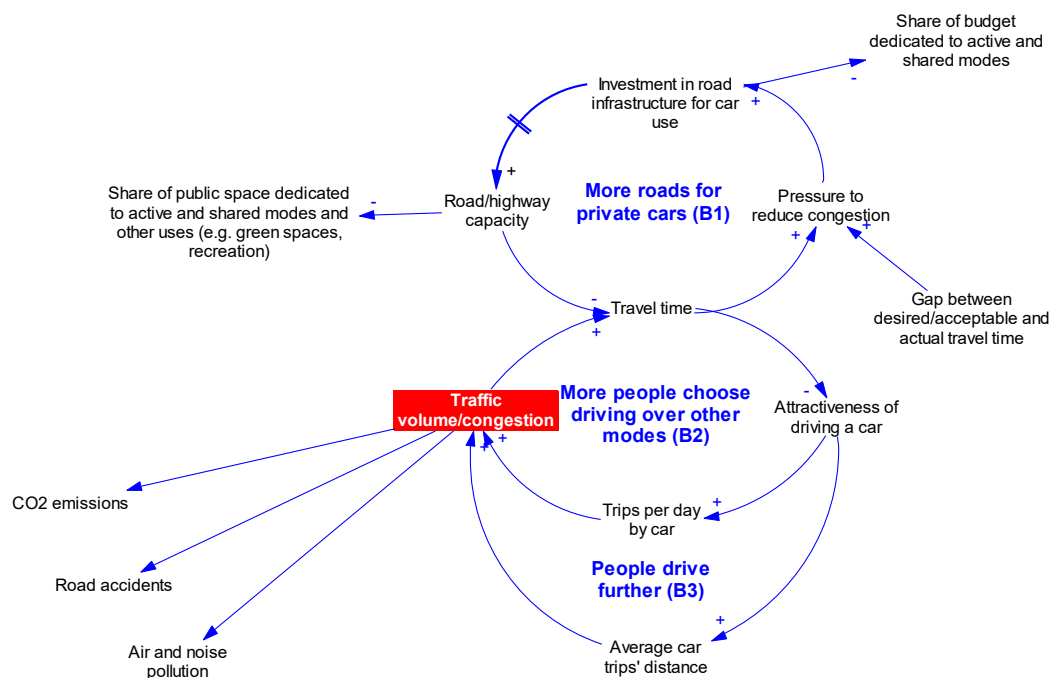 Share of budget
dedicated to active and
shared modes
-
Investment in road
infrastructure for car
use
+
+
Share of public space dedicated
to active and shared modes and
other uses (e.g. green spaces,
recreation)
-
Road/highway
capacity
More roads for
private cars (B1)
Pressure to
reduce congestion
+
+
Gap between
desired/acceptable and
actual travel time
-
Travel time
+
Traffic
volume/congestion
+
+
More people choose
driving over other
modes (B2)
-
Attractiveness of
driving a car
CO2 emissions
Trips per day
by car
+
Road accidents
People drive
further (B3)
+
Air and noise
pollution
Average car
trips' distance